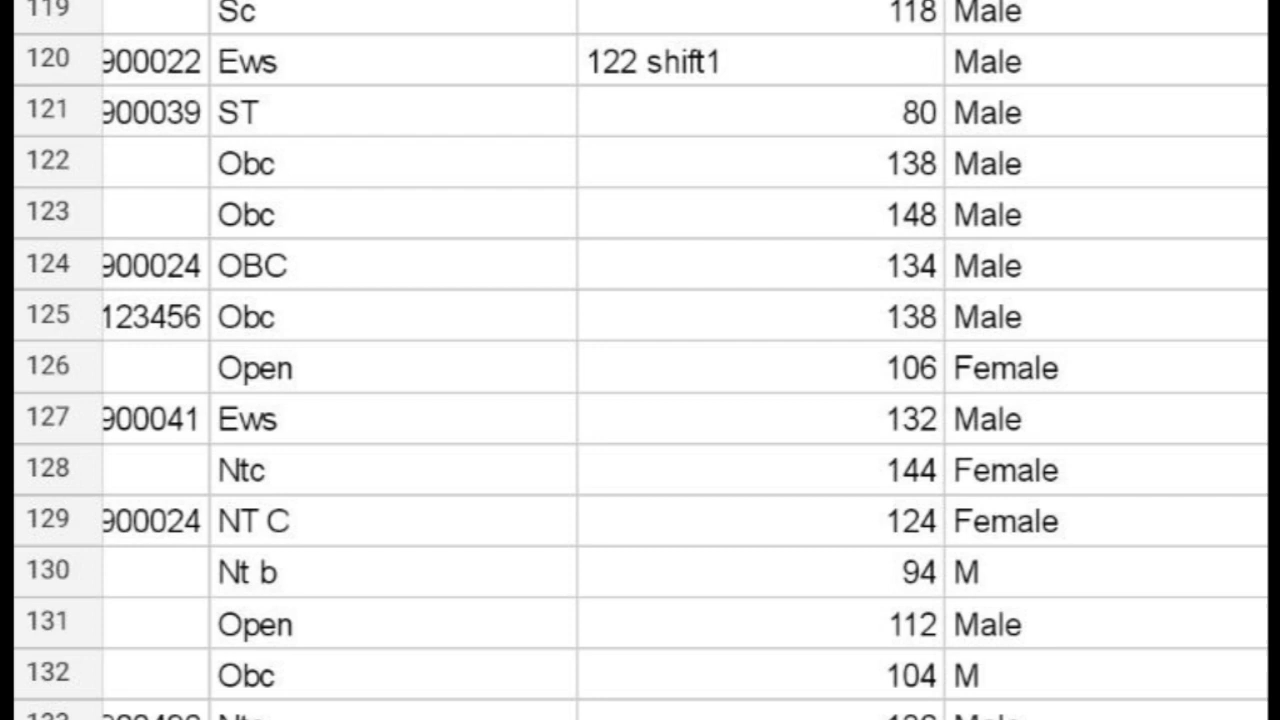 119 Sc 118 Male
120 900022 Ews 122 shift1 Male
121 900039 ST 80 Male
122 Obc 138 Male
123 Obc 148 Male
124 900024 OBC 134 Male
125 123456 Obc 138 Male
126 Open 106 Female
127 900041 Ews 132 Male
128 Ntc 144 Female
129 900024 NT C 124 Female
130 Nt b 94 M
131 Open 112 Male
132 Obc 104 M
133 Ntc Male